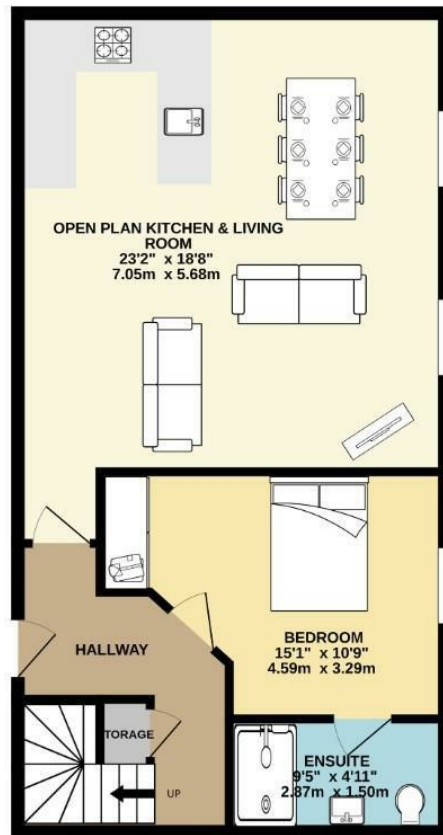 OPEN PLAN KITCHEN & LIVING
ROOM
23'2" x 18'8"
7.05m x 5.68m
BEDROOM
15'1" x 10'9"
4.59m x 3.29m
HALLWAY
TORAGE
UP
ENSUITE
9'5" x 4'11"
2.87m x 1.50m